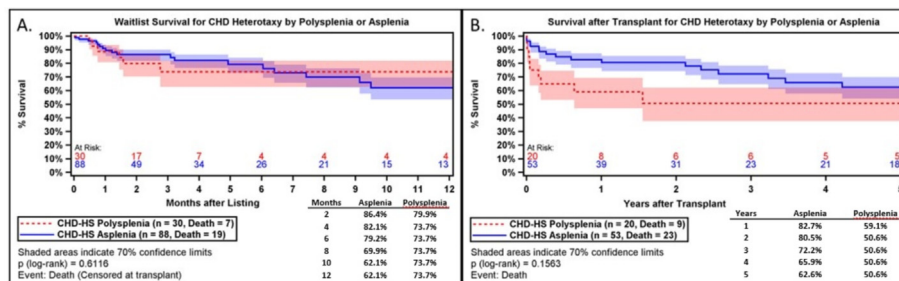 A.
Waitlist Survival for CHD Heterotaxy by Polysplenia or Asplenia
% Survival
100%
90%
80%
70%
60%
50%
40%
30%
20%
10%
0%
At Risk:
30 17 7 4 4 4 4
88 49 34 26 21 15 13
0 1 2 3 4 5 6 7 8 9 10 11 12
Months after Listing
CHD-HS Polysplenia (n = 30, Death = 7)
CHD-HS Asplenia (n = 88, Death = 19)
Shaded areas indicate 70% confidence limits
p (log-rank) = 0.6116
Event: Death (Censored at transplant)
Months Asplenia Polysplenia
2 86.4% 79.9%
4 82.1% 73.7%
6 79.2% 73.7%
8 69.9% 73.7%
10 62.1% 73.7%
12 62.1% 73.7%
B.
Survival after Transplant for CHD Heterotaxy by Polysplenia or Asplenia
% Survival
100%
90%
80%
70%
60%
50%
40%
30%
20%
10%
0%
At Risk:
20 8 6 6 5 5
53 39 31 23 21 18
0 1 2 3 4 5
Years after Transplant
CHD-HS Polysplenia (n = 20, Death = 9)
CHD-HS Asplenia (n = 53, Death = 23)
Shaded areas indicate 70% confidence limits
p (log-rank) = 0.1563
Event: Death
Years Asplenia Polysplenia
1 82.7% 59.1%
2 80.5% 50.6%
3 72.2% 50.6%
4 65.9% 50.6%
5 62.6% 50.6%